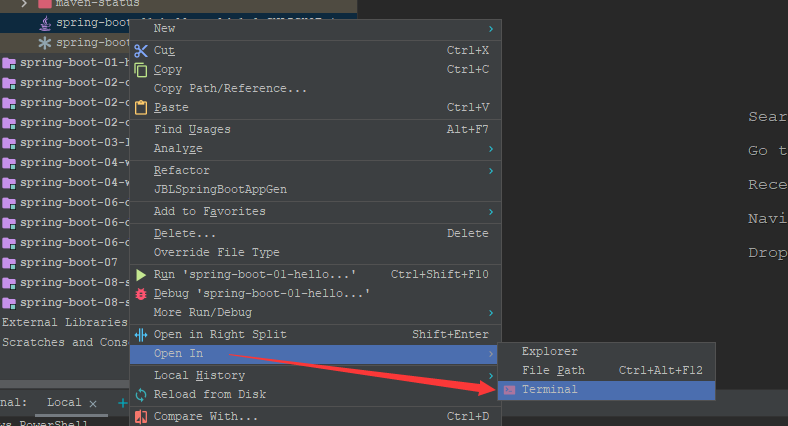 maven-status
spring-boot
spring-boot
spring-boot-01-h
spring-boot-02-c
spring-boot-02-c
spring-boot-02-c
spring-boot-03-l
spring-boot-04-w
spring-boot-04-w
spring-boot-06-c
spring-boot-06-c
spring-boot-06-c
spring-boot-07
spring-boot-08-s
spring-boot-08-s
External Libraries
Scratches and Cons
New
Cut Ctrl+X
Copy Ctrl+C
Copy Path/Reference...
Paste Ctrl+V
Find Usages Alt+F7
Analyze
Refactor
JBLSpringBootAppGen
Add to Favorites
Delete... Delete
Override File Type
Run 'spring-boot-01-hello...' Ctrl+Shift+F10
Debug 'spring-boot-01-hello...'
More Run/Debug
Open in Right Split Shift+Enter
Open In
Local History
Reload from Disk
Compare With... Ctrl+D
Explorer
File Path Ctrl+Alt+F12
Terminal
Sear
Go t
Rece
Navi
Drop
nal: Local × +
ws PowerShell